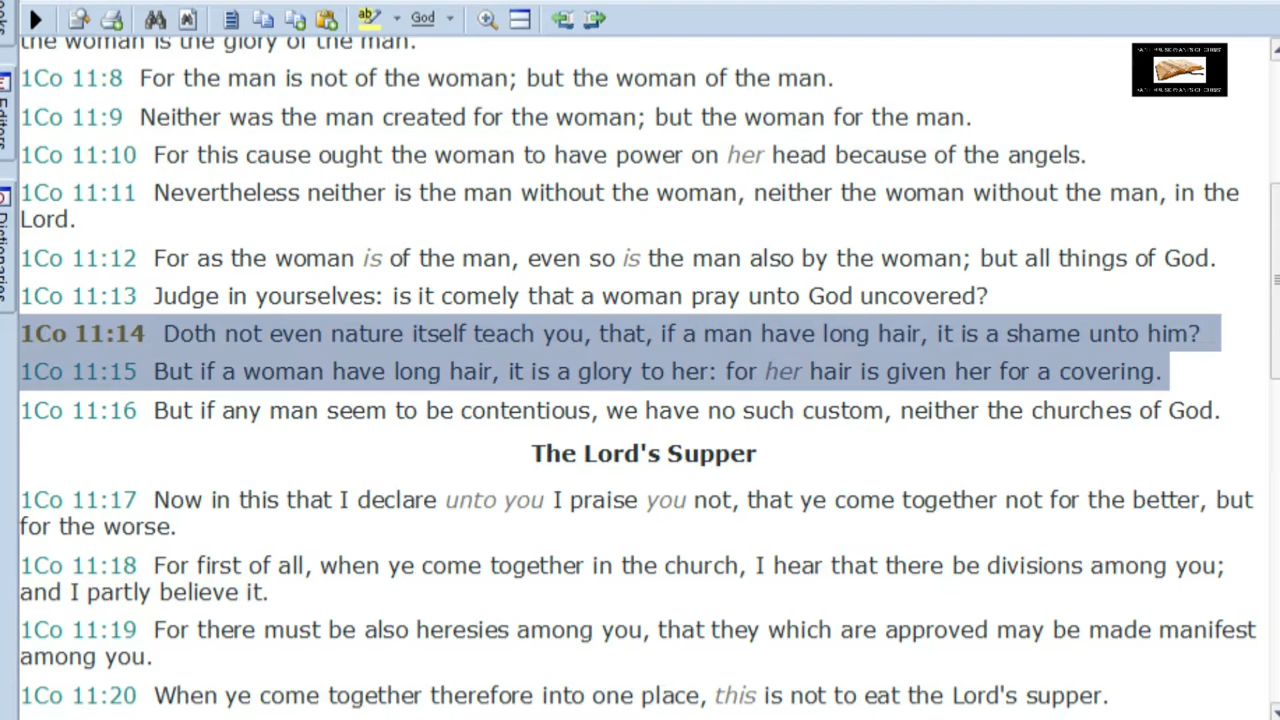 God
the woman is the glory of the man.
1Co 11:8 For the man is not of the woman; but the woman of the man.
1Co 11:9 Neither was the man created for the woman; but the woman for the man.
1Co 11:10 For this cause ought the woman to have power on her head because of the angels.
1Co 11:11 Nevertheless neither is the man without the woman, neither the woman without the man, in the
Lord.
1Co 11:12 For as the woman is of the man, even so is the man also by the woman; but all things of God.
1Co 11:13 Judge in yourselves: is it comely that a woman pray unto God uncovered?
1Co 11:14 Doth not even nature itself teach you, that, if a man have long hair, it is a shame unto him?
1Co 11:15 But if a woman have long hair, it is a glory to her: for her hair is given her for a covering.
1Co 11:16 But if any man seem to be contentious, we have no such custom, neither the churches of God.
The Lord's Supper
1Co 11:17 Now in this that I declare unto you I praise you not, that ye come together not for the better, but
for the worse.
1Co 11:18 For first of all, when ye come together in the church, I hear that there be divisions among you;
and I partly believe it.
1Co 11:19 For there must be also heresies among you, that they which are approved may be made manifest
among you.
1Co 11:20 When ye come together therefore into one place, this is not to eat the Lord's supper.
Editors
Dictionaries